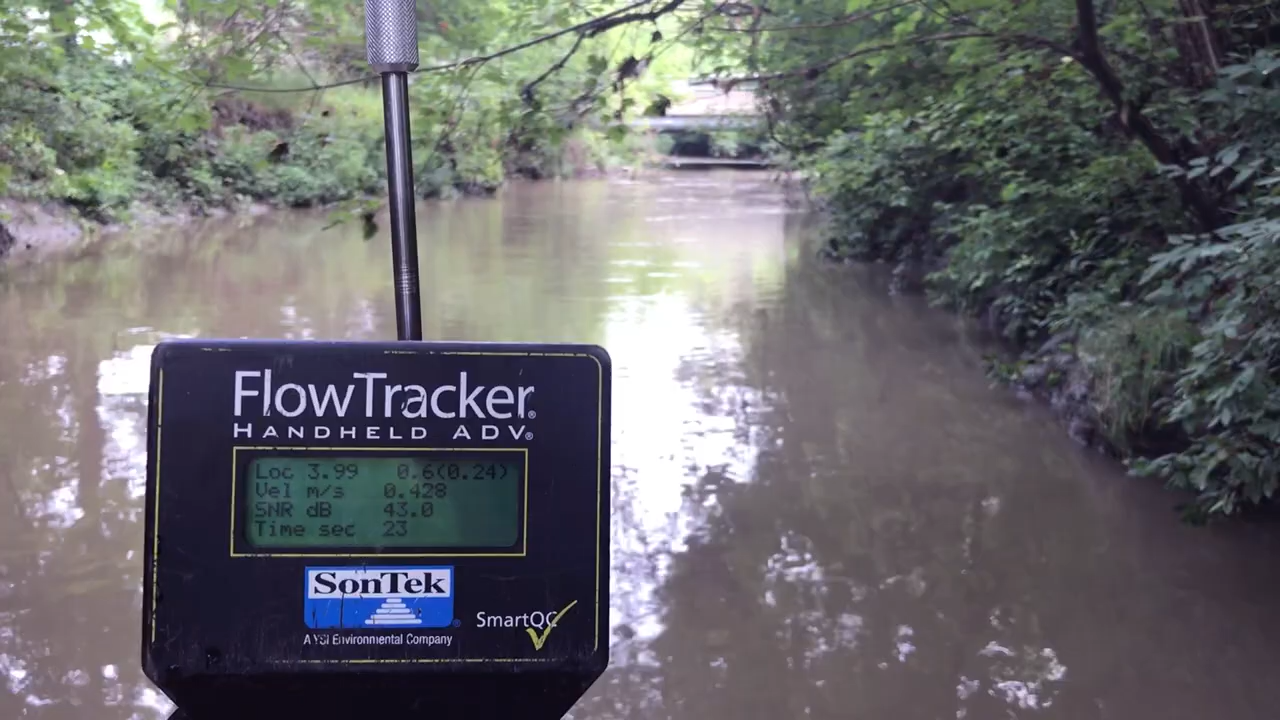 FlowTracker®
HANDHELD ADV®
Loc 3.99 0.6(0.24)
Vel m/s 0.428
SNR dB 43.0
Time sec 23
SonTek®
A YSI Environmental Company
SmartQC